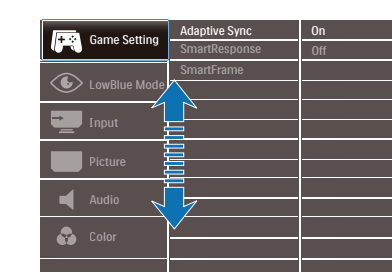 Game Setting
LowBlue Mode
Input
Picture
Audio
Color
Adaptive Sync
SmartResponse
SmartFrame
On
Off